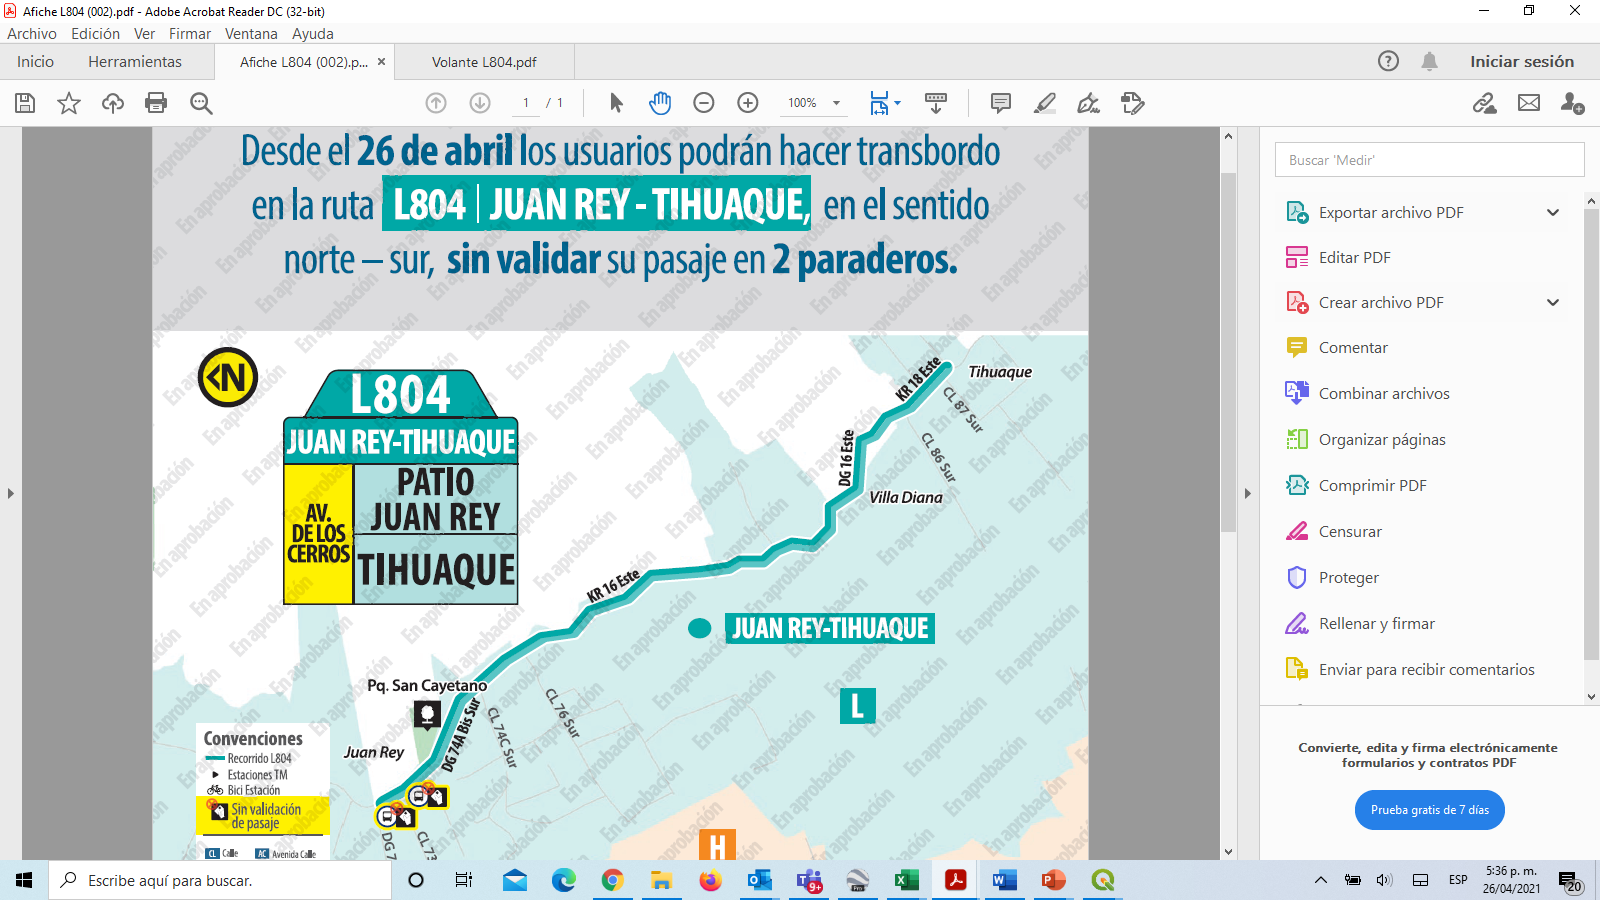 Afiche L804 (002).pdf - Adobe Acrobat Reader DC (32-bit)
Archivo Edición Ver Firmar Ventana Ayuda
Inicio Herramientas Afiche L804 (002).p... Volante L804.pdf Iniciar sesión
1 / 1 100%
Desde el 26 de abril los usuarios podrán hacer transbordo
en la ruta L804 | JUAN REY - TIHUAQUE, en el sentido
norte – sur, sin validar su pasaje en 2 paraderos.
En aprobación
<N
L804
JUAN REY-TIHUAQUE
AV.
DE LOS
CERROS
PATIO
JUAN REY
TIHUAQUE
KR 18 Este
Tihuaque
CL 87 Sur
CL 86 Sur
DG 16 Este
Villa Diana
KR 16 Este
JUAN REY-TIHUAQUE
Pq. San Cayetano
CL 76 Sur
CL 74C Sur
DG 74A Bis Sur
L
Juan Rey
Convenciones
Recorrido L804
Estaciones TM
Bici Estación
Sin validación
de pasaje
CL Calle AC Avenida Calle
DG 7
CL 73
H
Buscar 'Medir'
Exportar archivo PDF
Editar PDF
Crear archivo PDF
Comentar
Combinar archivos
Organizar páginas
Comprimir PDF
Censurar
Proteger
Rellenar y firmar
Enviar para recibir comentarios
Convierte, edita y firma electrónicamente
formularios y contratos PDF
Prueba gratis de 7 días
Escribe aquí para buscar.
9+
ESP
5:36 p. m.
26/04/2021
20